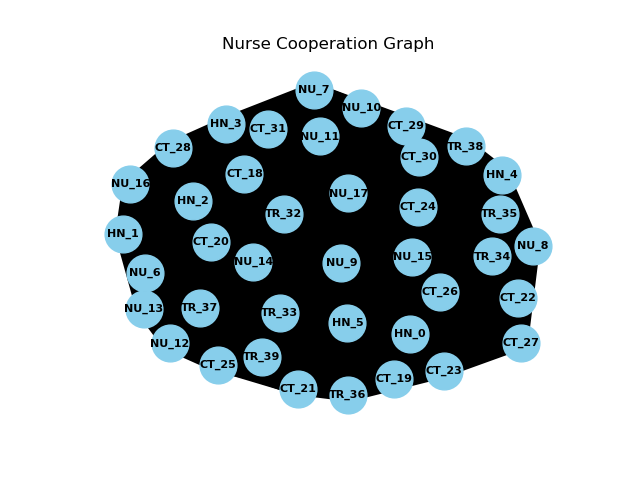 Nurse Cooperation Graph
NU_7
NU_10
HN_3
CT_31
NU_11
CT_29
CT_28
TR_38
CT_30
CT_18
HN_4
NU_16
NU_17
HN_2
CT_24
TR_32
TR_35
HN_1
CT_20
NU_8
NU_14
NU_9
NU_15
TR_34
NU_6
CT_26
CT_22
NU_13
TR_37
TR_33
HN_5
HN_0
NU_12
CT_27
CT_25
TR_39
CT_23
CT_19
CT_21
TR_36